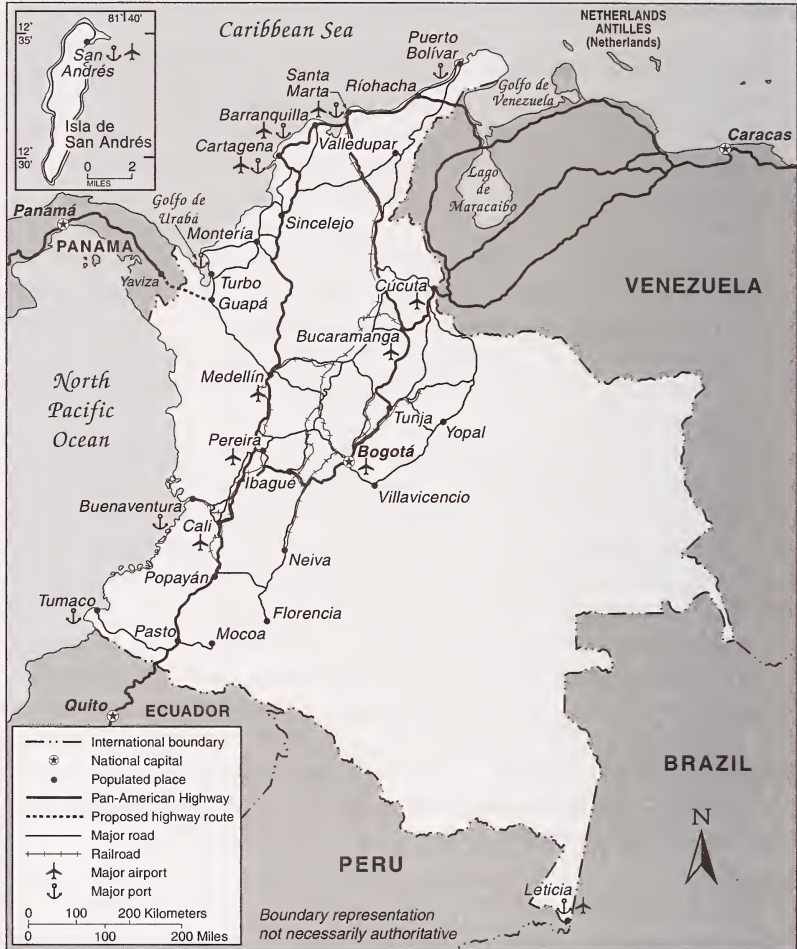 81° 40'
12°
35'
San
Andrés
Isla de
San Andrés
12°
30'
0 2
MILES
Caribbean Sea
NETHERLANDS
ANTILLES
(Netherlands)
Puerto
Bolívar
Santa
Marta
Ríohacha
Golfo de
Venezuela
Barranquilla
Cartagena
Valledupar
Caracas
Lago
de
Maracaibo
Golfo de
Urabá
Panamá
PANAMA
Sincelejo
Montería
Yaviza
Turbo
Guapá
Cúcuta
VENEZUELA
Bucaramanga
North
Pacific
Ocean
Medellín
Tunja
Yopal
Pereira
Bogotá
Ibagué
Villavicencio
Buenaventura
Cali
Neiva
Popayán
Tumaco
Florencia
Pasto
Mocoa
Quito
ECUADOR
BRAZIL
PERU
Leticia
N
International boundary
National capital
Populated place
Pan-American Highway
Proposed highway route
Major road
Railroad
Major airport
Major port
0 100 200 Kilometers
0 100 200 Miles
Boundary representation
not necessarily authoritative